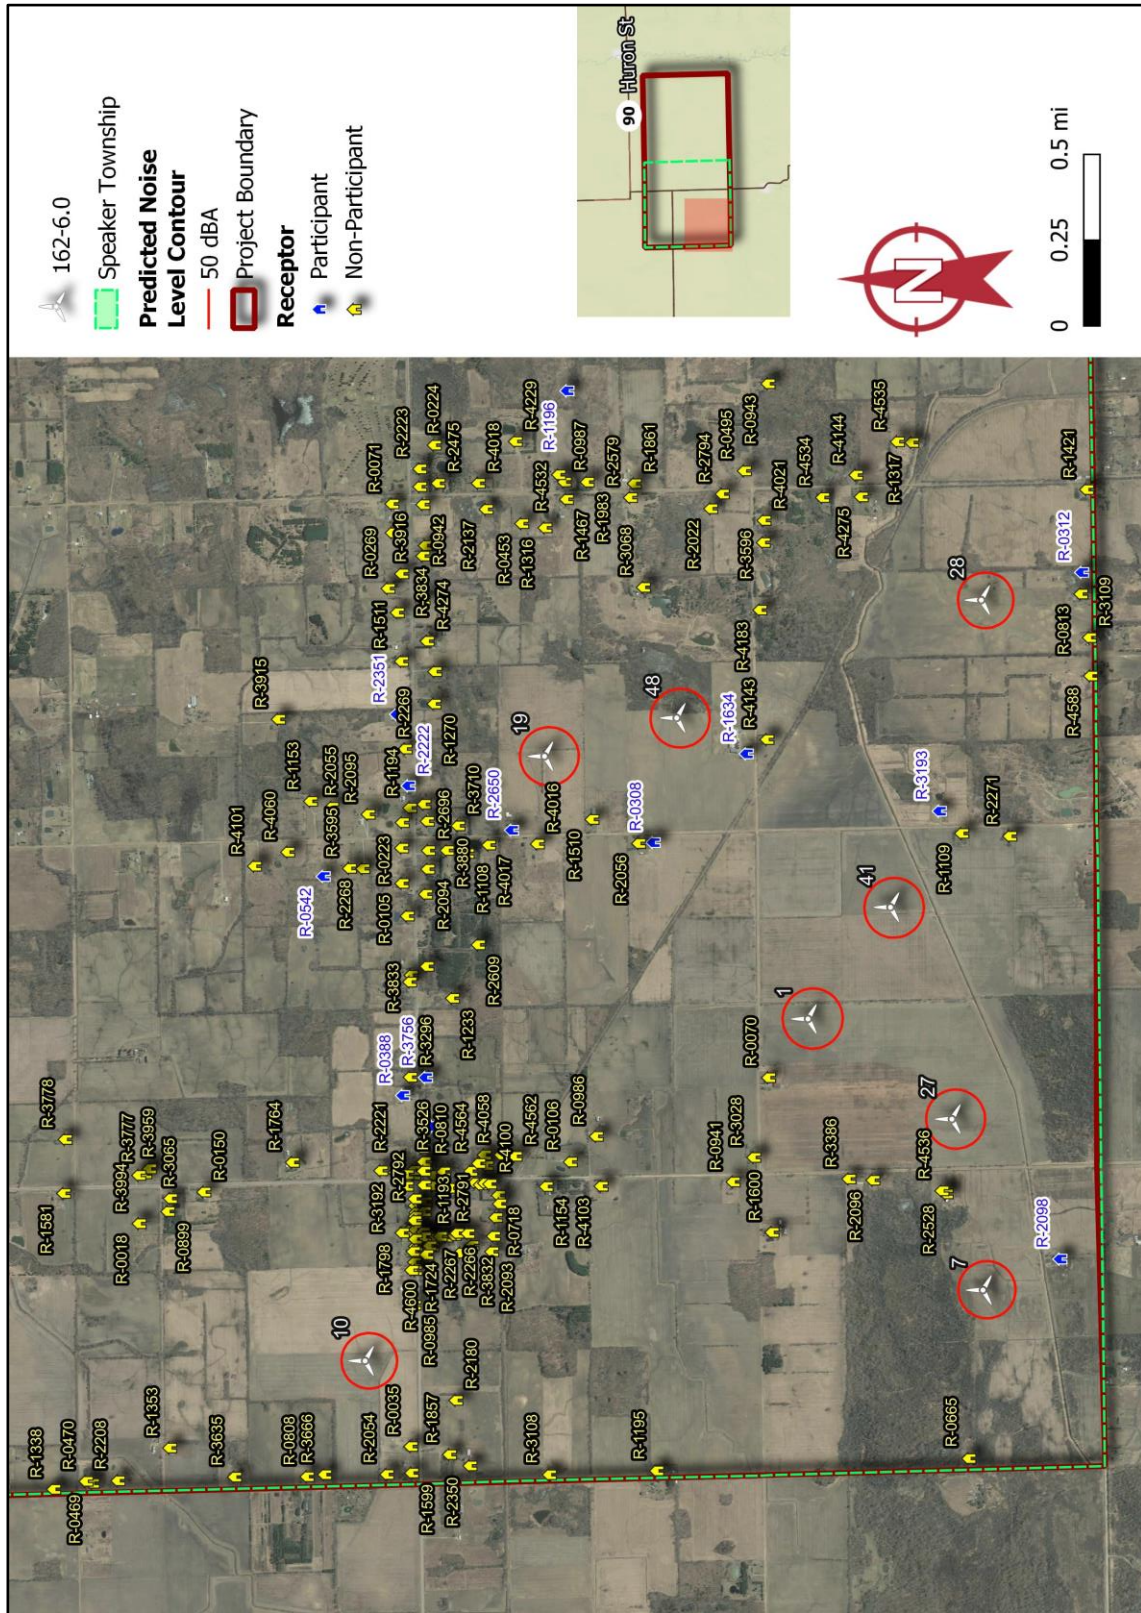 162-6.0
Speaker Township
Predicted Noise
Level Contour
50 dBA
Project Boundary
Receptor
Participant
Non-Participant
90
Huron St
N
0
0.25
0.5 mi
R-1338
R-0470
R-2208
R-0469
R-1353
R-3635
R-0808
R-3666
R-2054
R-0035
R-1857
R-2180
R-1599
R-2350
R-3108
R-1195
R-0665
R-1581
R-3778
R-0018
R-3994
R-3777
R-3959
R-3065
R-0899
R-0150
R-1764
10
R-2221
R-2792
R-3192
R-1798
R-4600
R-1724
R-0985
R-2267
R-2266
R-3832
R-2093
R-0718
R-2791
R-1193
R-3526
R-0810
R-4564
R-4058
R-4100
R-4562
R-0106
R-0986
R-1154
R-4103
R-0388
R-3756
R-3296
R-1233
R-3833
R-2609
R-0941
R-3028
R-1600
R-0070
R-3386
R-2096
R-4536
R-2528
R-2098
7
27
1
41
R-4101
R-4060
R-1153
R-2055
R-2095
R-3595
R-0542
R-2268
R-0223
R-0105
R-2094
R-3915
R-1194
R-2222
R-2269
R-2351
R-1270
R-2696
R-3710
R-3880
R-1108
R-4017
R-2650
R-4016
R-1510
R-2056
R-0308
19
48
R-1634
R-4143
R-4183
R-3193
R-1109
R-2271
R-0071
R-2223
R-0224
R-2475
R-4018
R-4229
R-1196
R-0269
R-3916
R-0942
R-3834
R-4274
R-1511
R-2137
R-0453
R-1316
R-4532
R-0987
R-2579
R-1861
R-1467
R-1983
R-3068
R-2794
R-0495
R-0943
R-2022
R-4021
R-3596
R-4534
R-4144
R-4535
R-4275
R-1317
28
R-1421
R-0312
R-3109
R-0813
R-4588